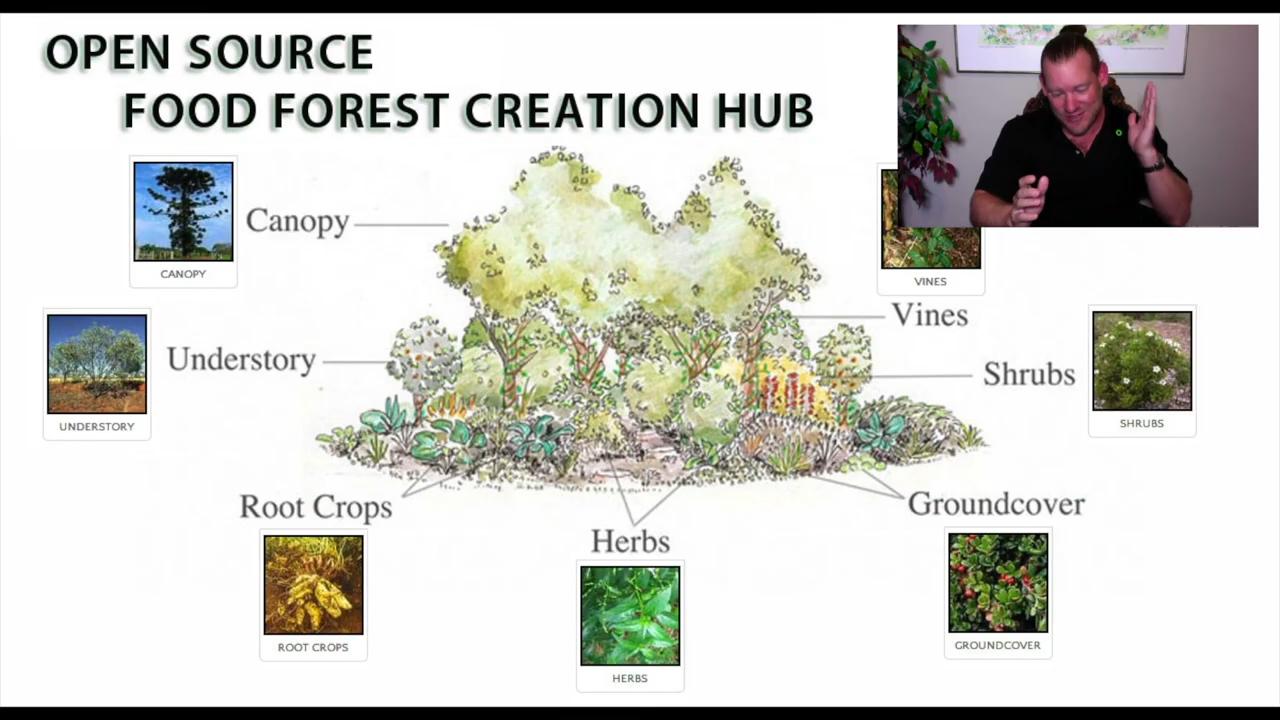 OPEN SOURCE
FOOD FOREST CREATION HUB
CANOPY
Canopy
VINES
Vines
UNDERSTORY
Understory
Shrubs
SHRUBS
Root Crops
Groundcover
Herbs
ROOT CROPS
GROUNDCOVER
HERBS